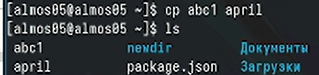 [almos05@almos05 ~]$ cp abc1 april
[almos05@almos05 ~]$ ls
abc1 newdir Документы
april package.json Загрузки